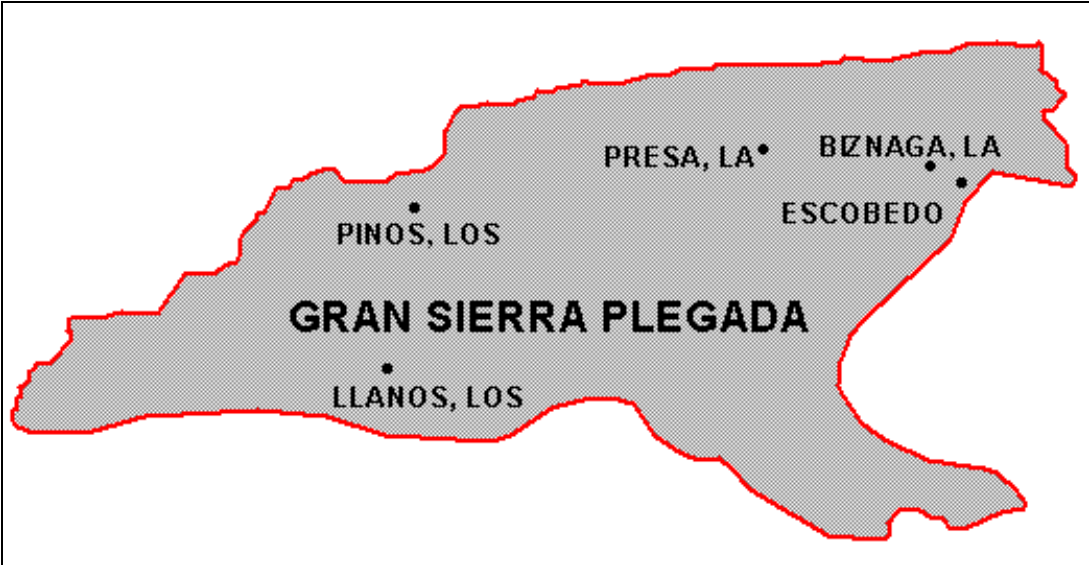 PRESA, LA
BIZNAGA, LA
ESCOBEDO
PINOS, LOS
GRAN SIERRA PLEGADA
LLANOS, LOS